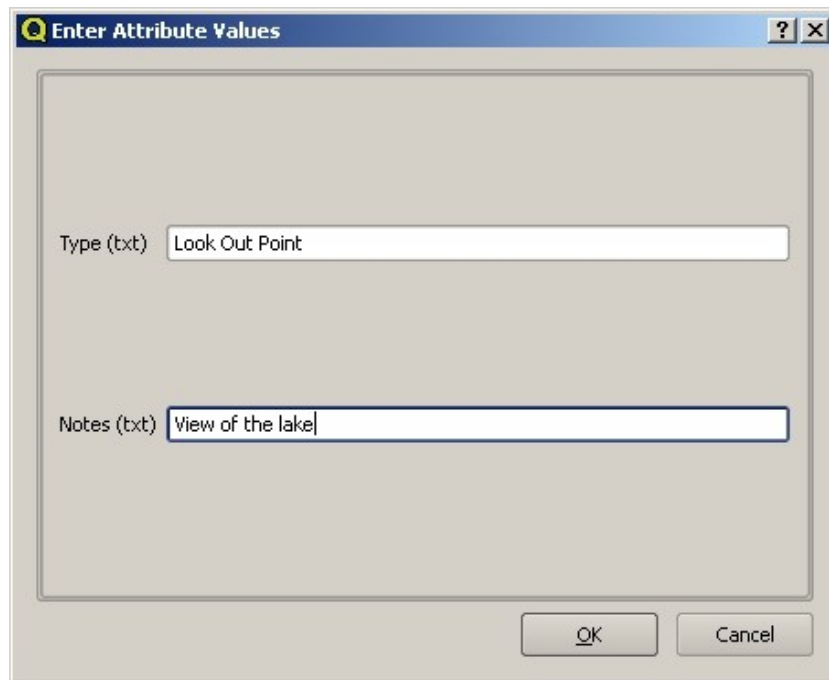 Enter Attribute Values
Type (txt) Look Out Point
Notes (txt) View of the lake
OK Cancel